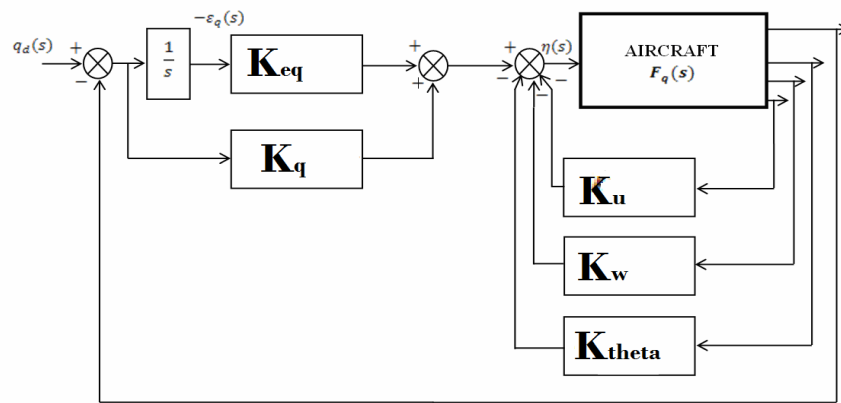 −ε_q(s)
q_d(s)
+
−
1
s
K_eq
+
+
K_q
+
−
−
−
η(s)
AIRCRAFT
F_q(s)
K_u
K_w
K_theta